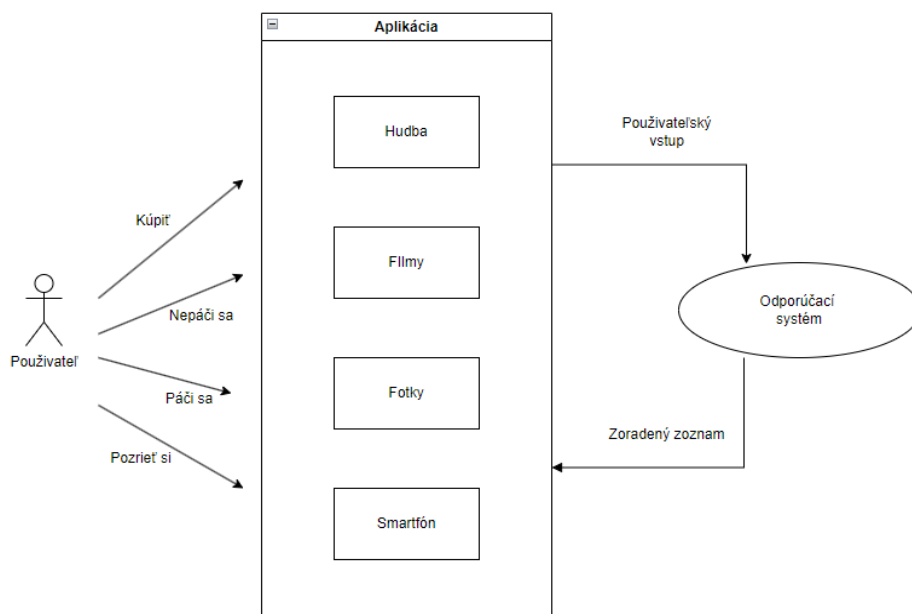 Aplikácia
Hudba
Používateľský
vstup
Kúpiť
FIlmy
Nepáči sa
Odporúčací
systém
Používateľ
Páči sa
Fotky
Zoradený zoznam
Pozrieť si
Smartfón